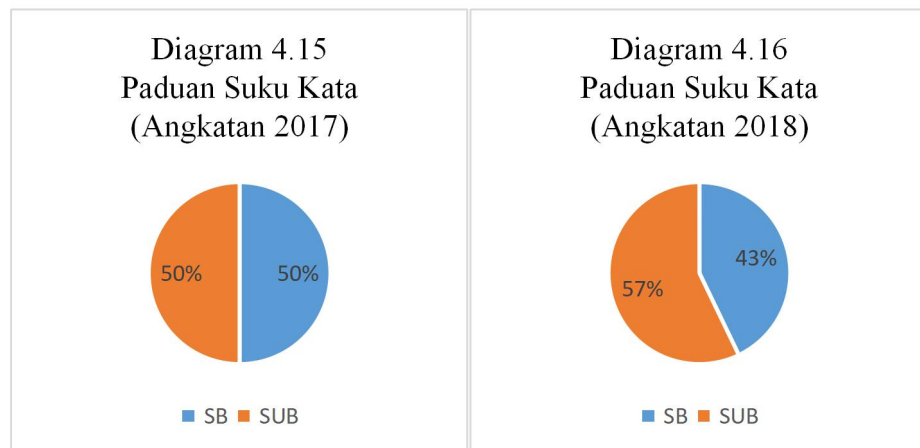 Diagram 4.15
Paduan Suku Kata
(Angkatan 2017)
50%
50%
SB
SUB
Diagram 4.16
Paduan Suku Kata
(Angkatan 2018)
43%
57%
SB
SUB